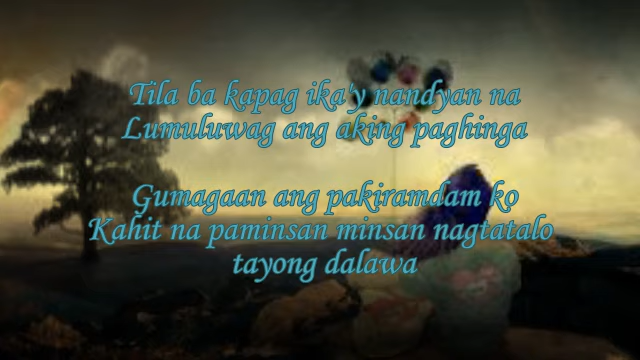 Tila ba kapag ika'y nandyan na
Lumuluwag ang aking paghinga
Gumagaan ang pakiramdam ko
Kahit na paminsan minsan nagtatalo
tayong dalawa